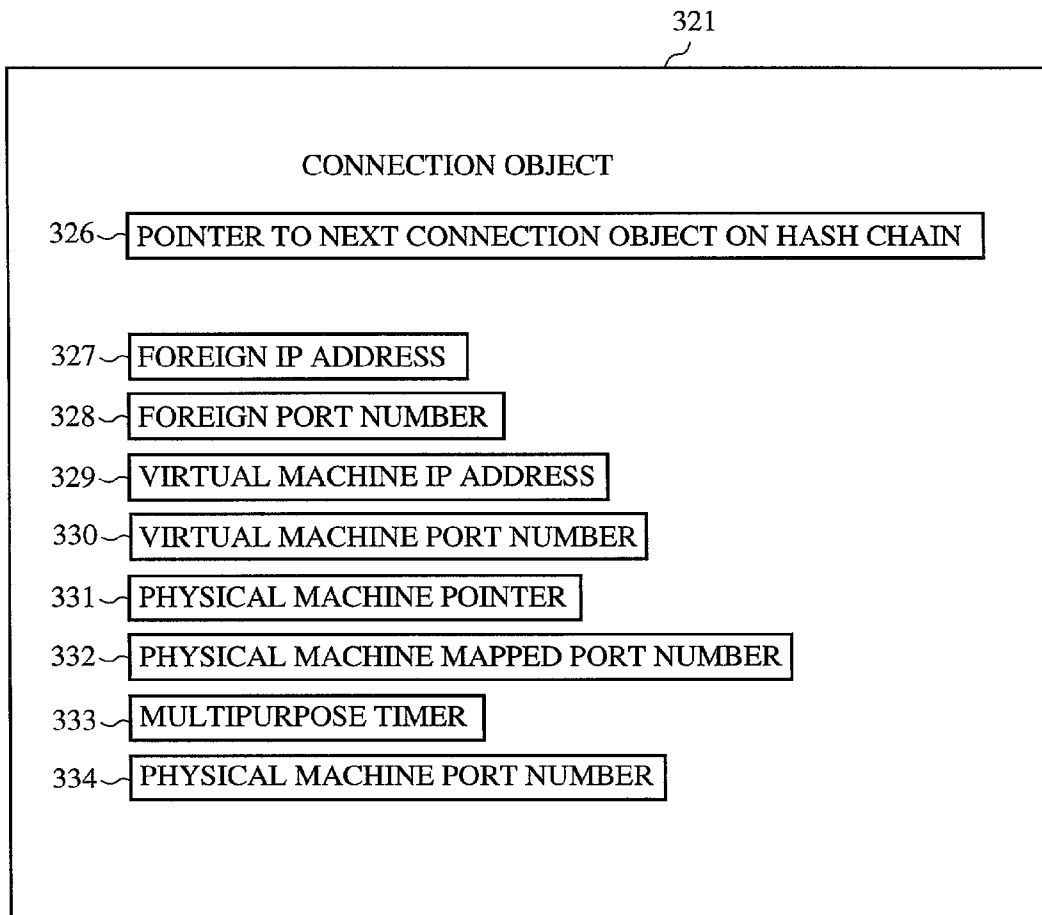 321
CONNECTION OBJECT
326 POINTER TO NEXT CONNECTION OBJECT ON HASH CHAIN
327 FOREIGN IP ADDRESS
328 FOREIGN PORT NUMBER
329 VIRTUAL MACHINE IP ADDRESS
330 VIRTUAL MACHINE PORT NUMBER
331 PHYSICAL MACHINE POINTER
332 PHYSICAL MACHINE MAPPED PORT NUMBER
333 MULTIPURPOSE TIMER
334 PHYSICAL MACHINE PORT NUMBER